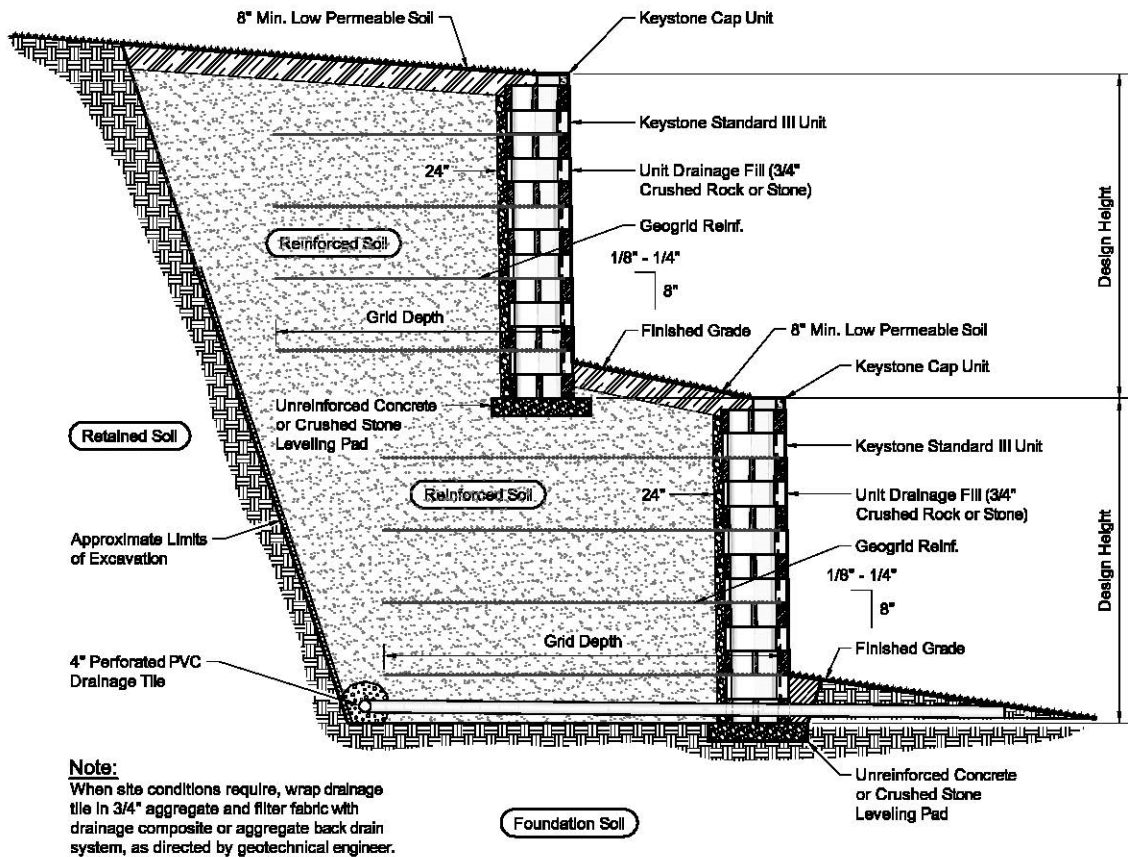 8" Min. Low Permeable Soil
Keystone Cap Unit
Keystone Standard III Unit
24"
Unit Drainage Fill (3/4"
Crushed Rock or Stone)
Reinforced Soil
Geogrid Reinf.
1/8" - 1/4"
8"
Design Height
Grid Depth
Finished Grade
8" Min. Low Permeable Soil
Keystone Cap Unit
Unreinforced Concrete
or Crushed Stone
Leveling Pad
Retained Soil
Keystone Standard III Unit
Reinforced Soil
24"
Unit Drainage Fill (3/4"
Crushed Rock or Stone)
Approximate Limits
of Excavation
Geogrid Reinf.
1/8" - 1/4"
8"
Design Height
Grid Depth
Finished Grade
4" Perforated PVC
Drainage Tile
Unreinforced Concrete
or Crushed Stone
Leveling Pad
Note:
When site conditions require, wrap drainage
tile in 3/4" aggregate and filter fabric with
drainage composite or aggregate back drain
system, as directed by geotechnical engineer.
Foundation Soil